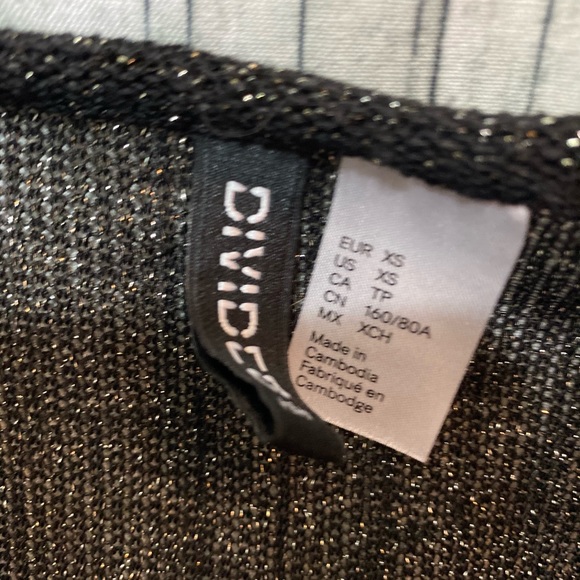 DIVIDED
EUR XS
US XS
CA TP
CN 160/80A
MX XCH
Made in
Cambodia
Fabriqué en
Cambodge